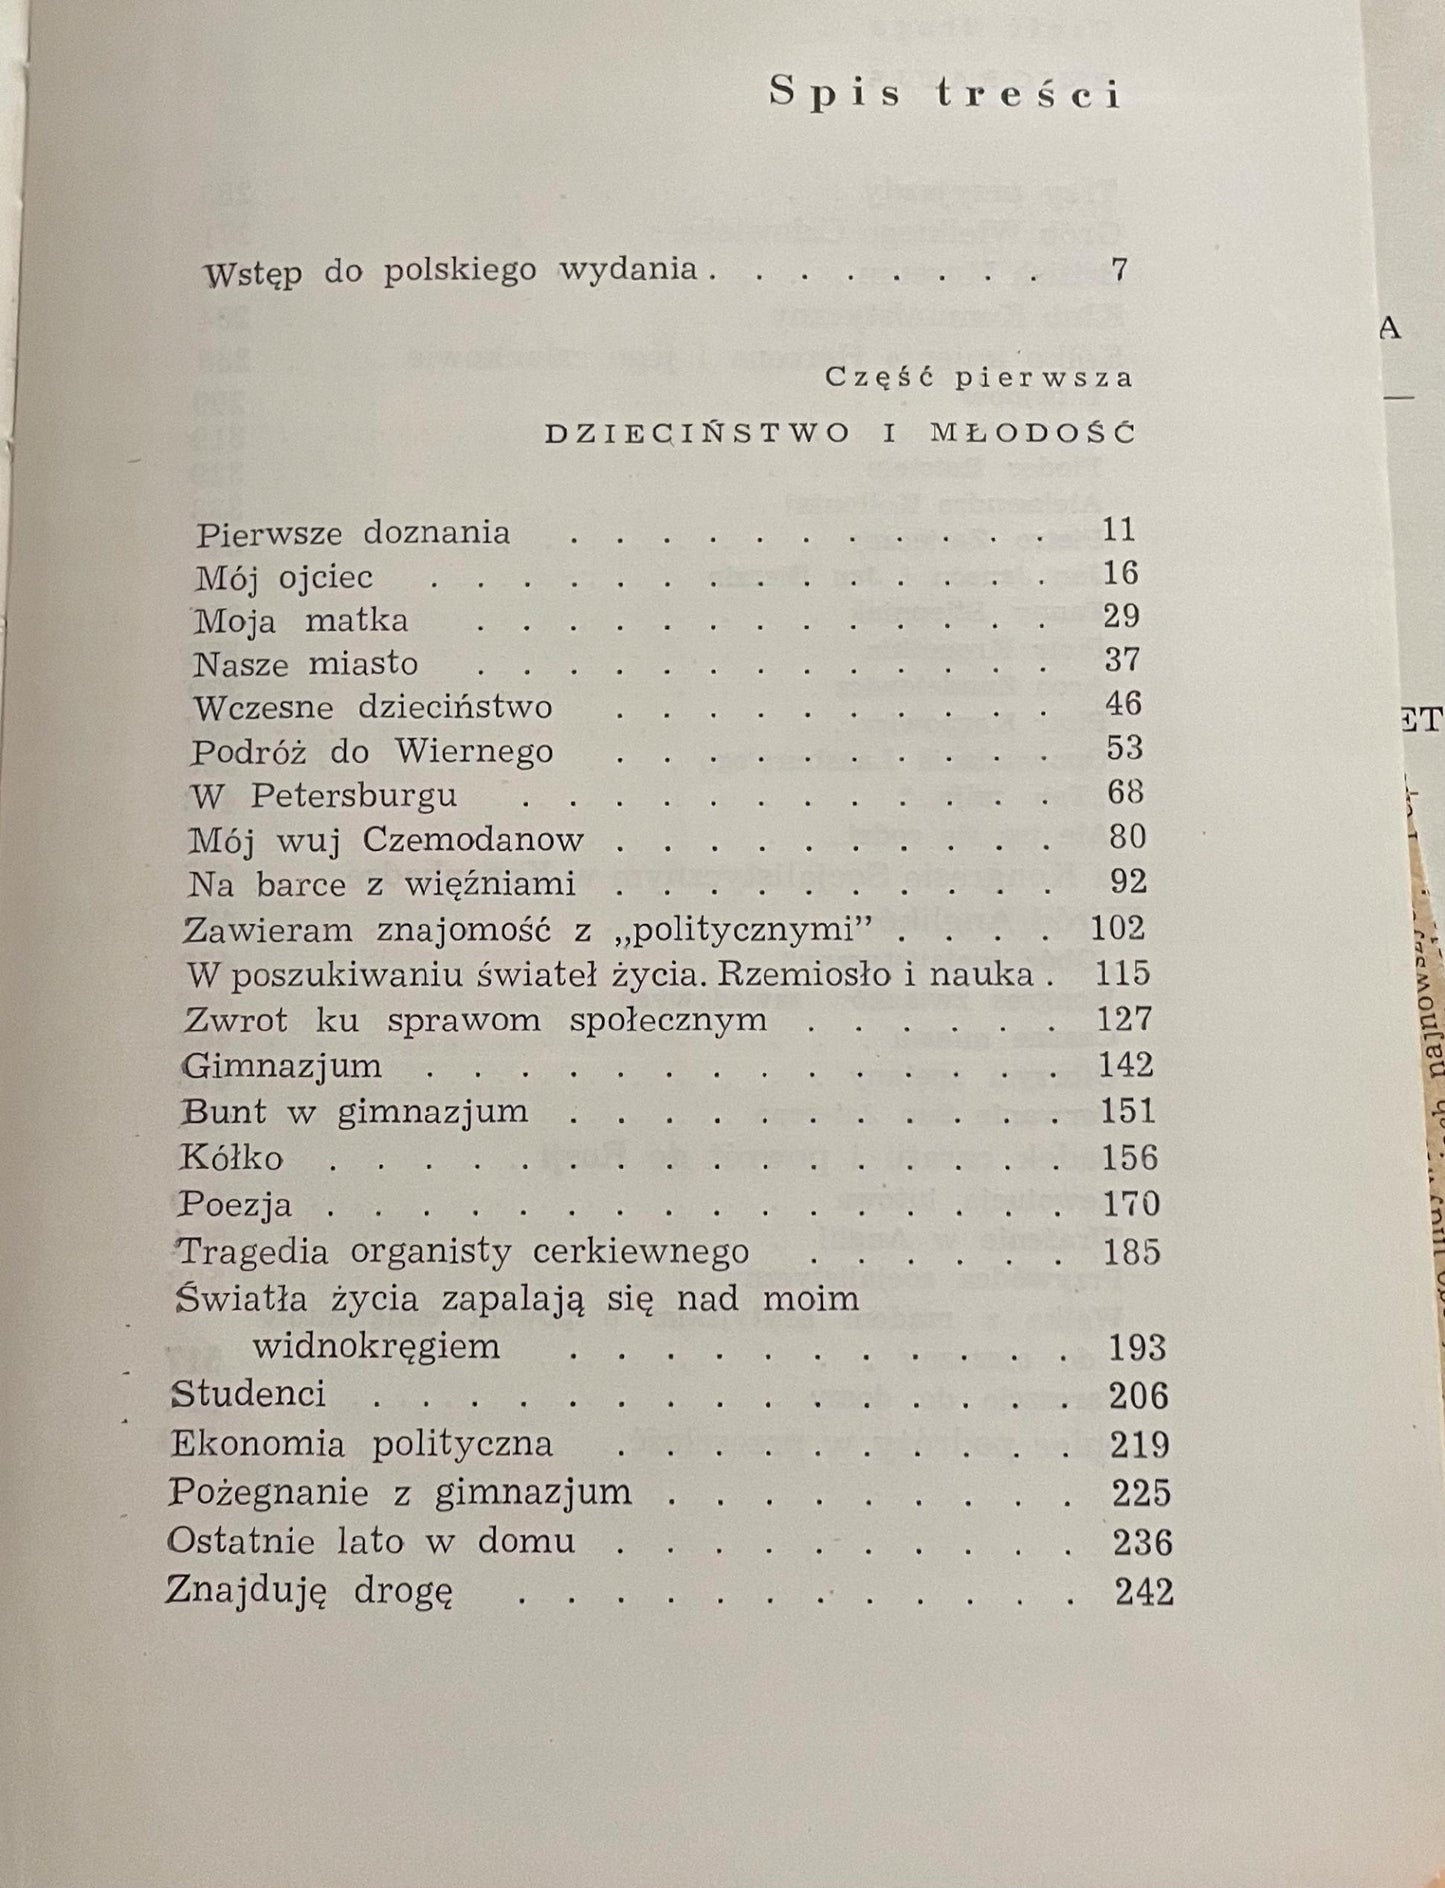 Spis treści
Wstęp do polskiego wydania . . . . . . . . 7
Część pierwsza
DZIECIŃSTWO I MŁODOŚĆ
Pierwsze doznania . . . . . . . . . . . 11
Mój ojciec . . . . . . . . . . . . . . 16
Moja matka . . . . . . . . . . . . . 29
Nasze miasto . . . . . . . . . . . . . 37
Wczesne dzieciństwo . . . . . . . . . . 46
Podróż do Wiernego . . . . . . . . . . 53
W Petersburgu . . . . . . . . . . . . 68
Mój wuj Czemodanow . . . . . . . . . . 80
Na barce z więźniami . . . . . . . . . . 92
Zawieram znajomość z „politycznymi” . . . . 102
W poszukiwaniu świateł życia. Rzemiosło i nauka . 115
Zwrot ku sprawom społecznym . . . . . . 127
Gimnazjum . . . . . . . . . . . . . . 142
Bunt w gimnazjum . . . . . . . . . . . 151
Kółko . . . . . . . . . . . . . . . . 156
Poezja . . . . . . . . . . . . . . . . 170
Tragedia organisty cerkiewnego . . . . . . 185
Światła życia zapalają się nad moim
widnokręgiem . . . . . . . . . . . 193
Studenci . . . . . . . . . . . . . . . 206
Ekonomia polityczna . . . . . . . . . . 219
Pożegnanie z gimnazjum . . . . . . . . . 225
Ostatnie lato w domu . . . . . . . . . . 236
Znajduję drogę . . . . . . . . . . . . 242
A
ET